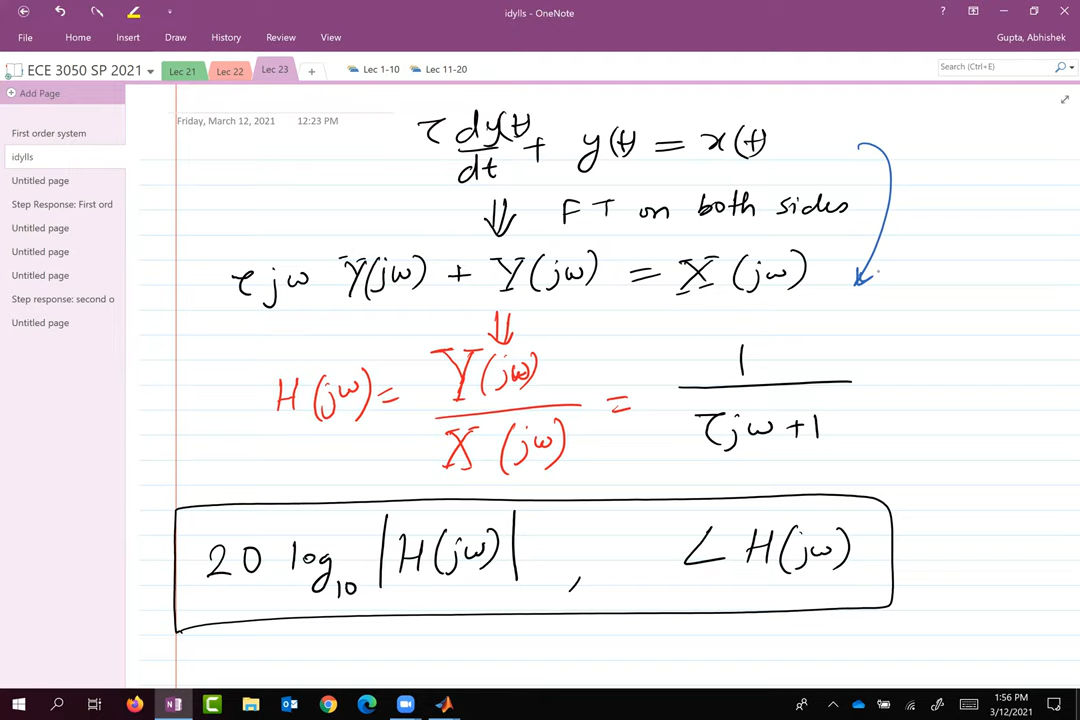 idylls - OneNote
File Home Insert Draw History Review View
Gupta, Abhishek
ECE 3050 SP 2021
Lec 21
Lec 22
Lec 23
Lec 1-10
Lec 11-20
Search (Ctrl+E)
Add Page
First order system
idylls
Untitled page
Step Response: First ord
Untitled page
Untitled page
Untitled page
Step response: second o
Untitled page
Friday, March 12, 2021 12:23 PM
τ dy(t)/dt + y(t) = x(t)
⇓ FT on both sides
τjω Y(jω) + Y(jω) = X(jω)
⇓
H(jω) = Y(jω)/X(jω) = 1/(τjω+1)
20 log₁₀ |H(jω)| , ∠ H(jω)
1:56 PM
3/12/2021